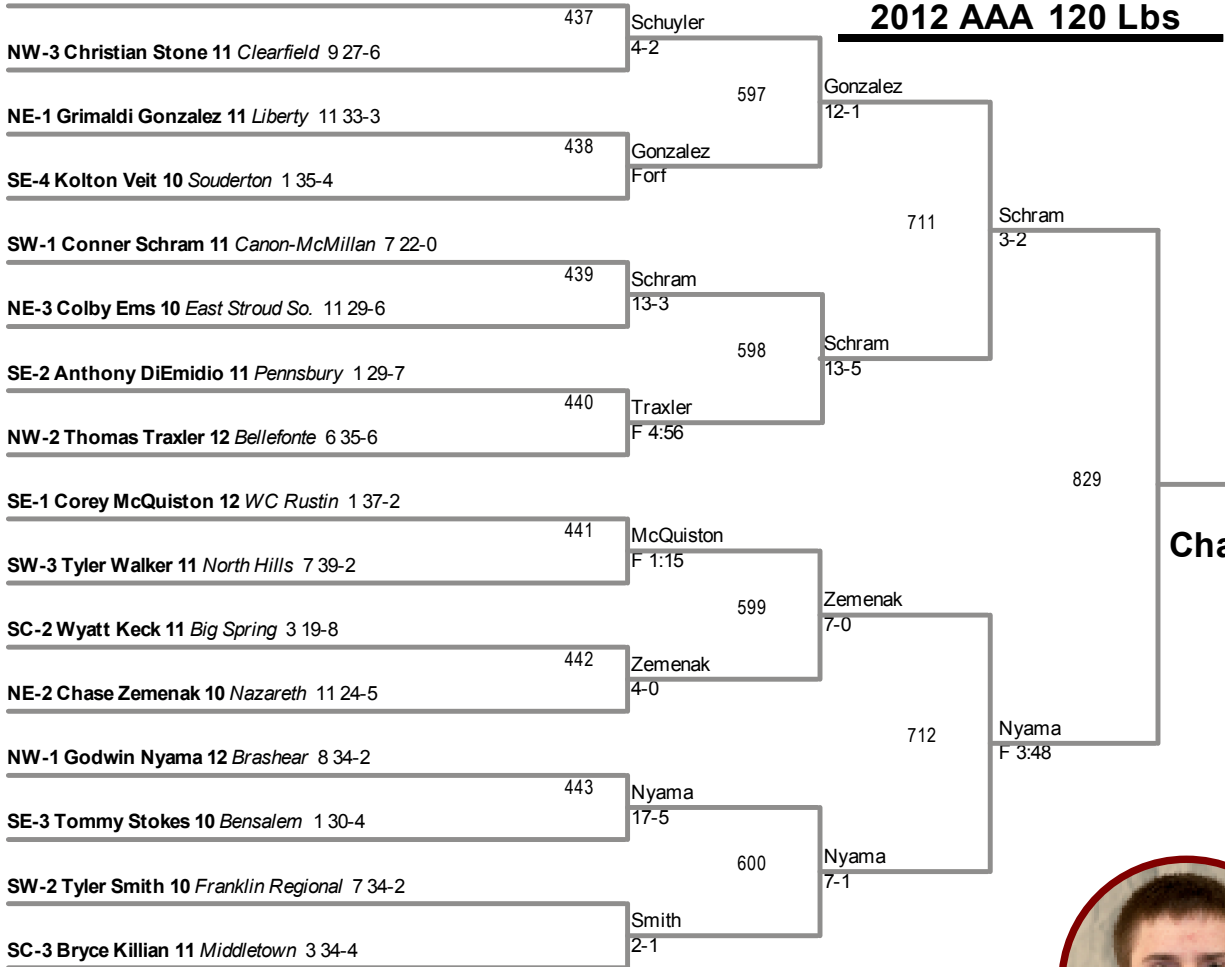 2012 AAA 120 Lbs
437
Schuyler
4-2
NW-3 Christian Stone 11 Clearfield 9 27-6
597
Gonzalez
12-1
NE-1 Grimaldi Gonzalez 11 Liberty 11 33-3
438
Gonzalez
Forf
SE-4 Kolton Veit 10 Souderton 1 35-4
711
Schram
3-2
SW-1 Conner Schram 11 Canon-McMillan 7 22-0
439
Schram
13-3
NE-3 Colby Ems 10 East Stroud So. 11 29-6
598
Schram
13-5
SE-2 Anthony DiEmidio 11 Pennsbury 1 29-7
440
Traxler
F 4:56
NW-2 Thomas Traxler 12 Bellefonte 6 35-6
829
SE-1 Corey McQuiston 12 WC Rustin 1 37-2
441
McQuiston
F 1:15
Cha
SW-3 Tyler Walker 11 North Hills 7 39-2
599
Zemenak
7-0
SC-2 Wyatt Keck 11 Big Spring 3 19-8
442
Zemenak
4-0
NE-2 Chase Zemenak 10 Nazareth 11 24-5
712
Nyama
F 3:48
NW-1 Godwin Nyama 12 Brashear 8 34-2
443
Nyama
17-5
SE-3 Tommy Stokes 10 Bensalem 1 30-4
600
Nyama
7-1
SW-2 Tyler Smith 10 Franklin Regional 7 34-2
Smith
2-1
SC-3 Bryce Killian 11 Middletown 3 34-4